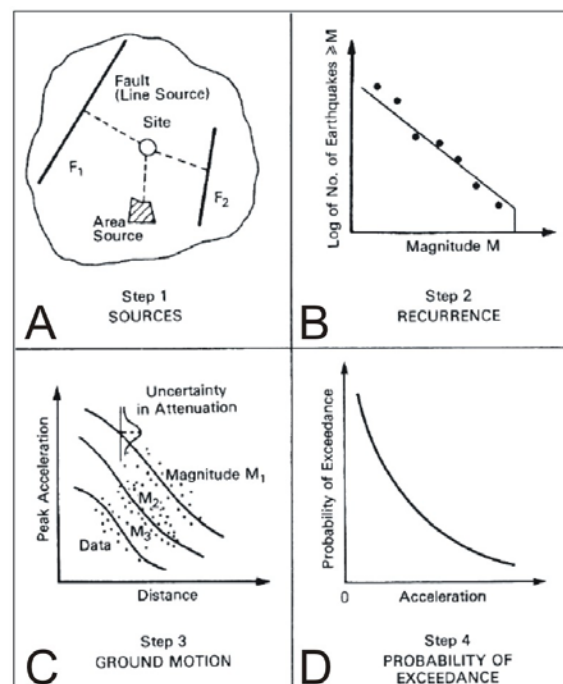 Fault
(Line Source)
Site
F₁
F₂
Area
Source
A
Step 1
SOURCES
Log of No. of Earthquakes ⩾M
Magnitude M
B
Step 2
RECURRENCE
Uncertainty
in Attenuation
Peak Acceleration
Magnitude M₁
M₂
M₃
Data
Distance
C
Step 3
GROUND MOTION
Probability of Exceedance
0
Acceleration
D
Step 4
PROBABILITY OF
EXCEEDANCE